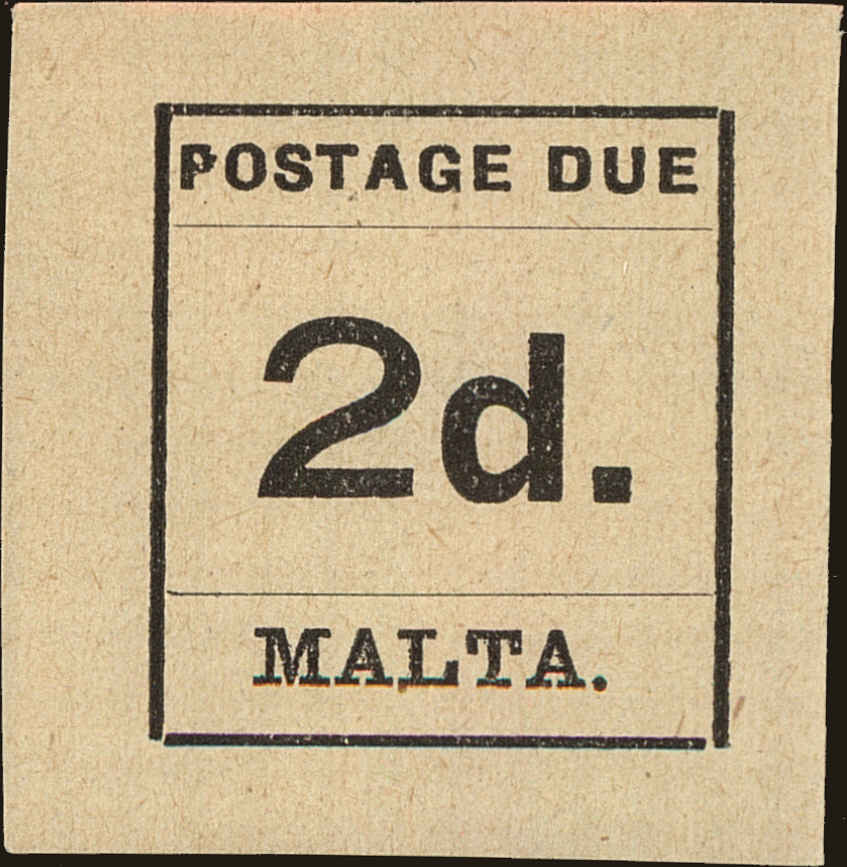 POSTAGE DUE
2d.
MALTA.